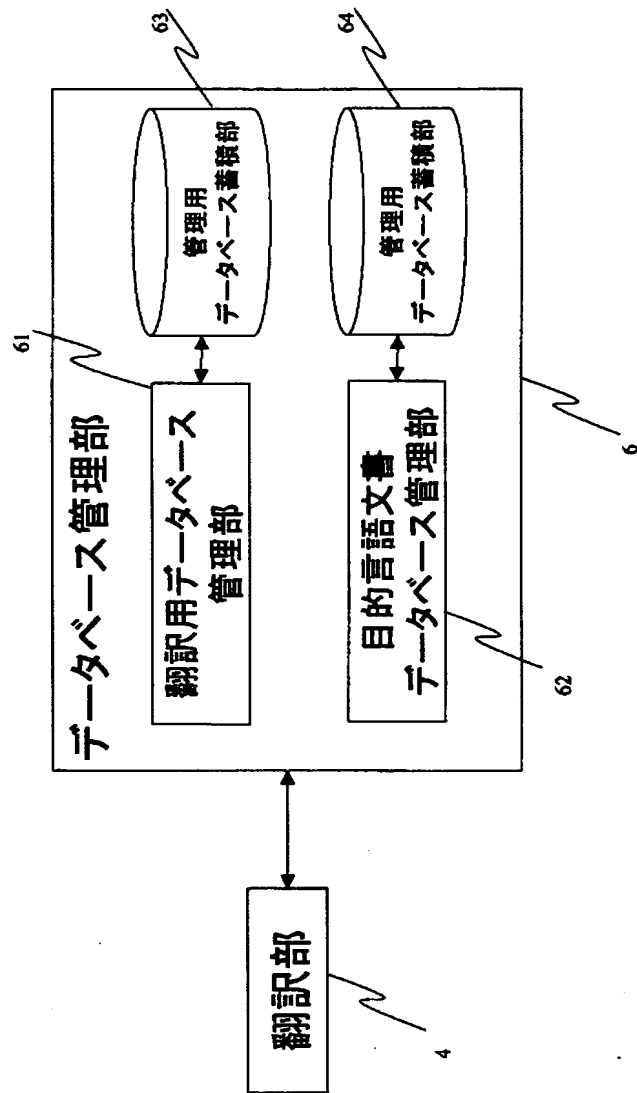 データベース管理部
61
翻訳用データベース
管理部
管理用
データベース蓄積部
63
目的言語文書
データベース管理部
62
管理用
データベース蓄積部
64
6
翻訳部
4